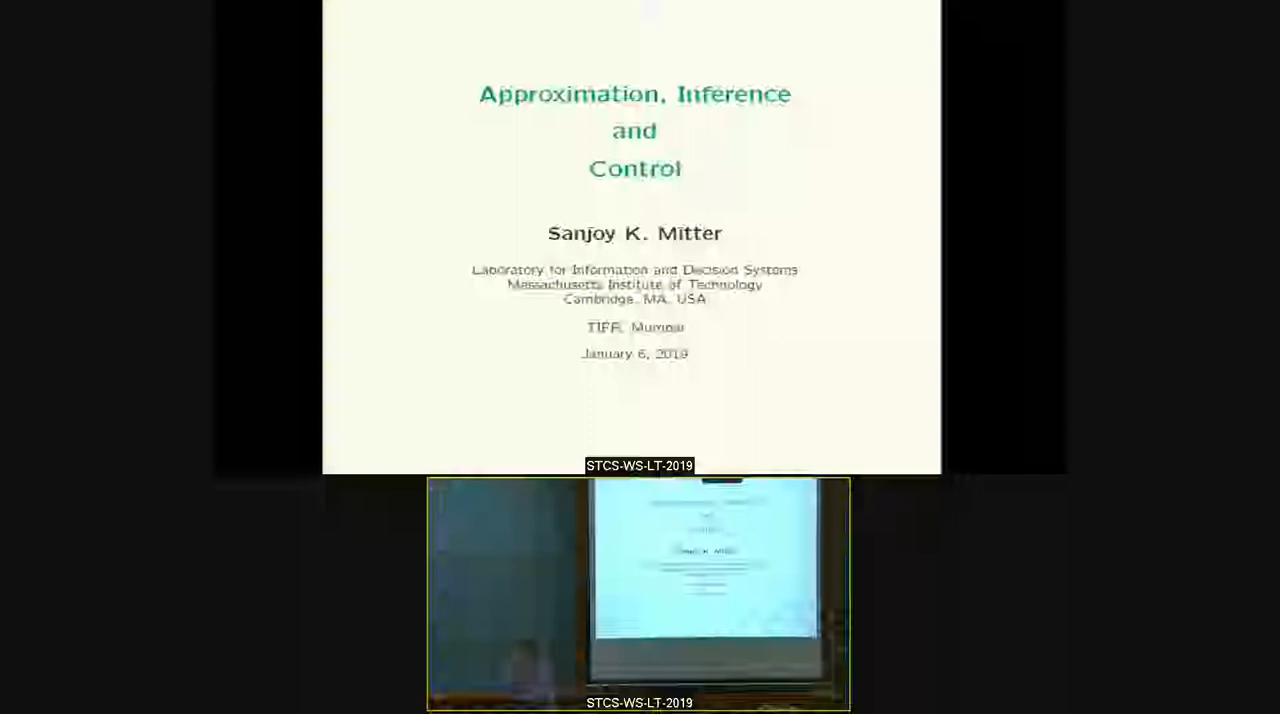 Approximation, Inference
and
Control
Sanjoy K. Mitter
Laboratory for Information and Decision Systems
Massachusetts Institute of Technology
Cambridge, MA, USA
TIFR, Mumbai
January 6, 2019
STCS-WS-LT-2019
STCS-WS-LT-2019